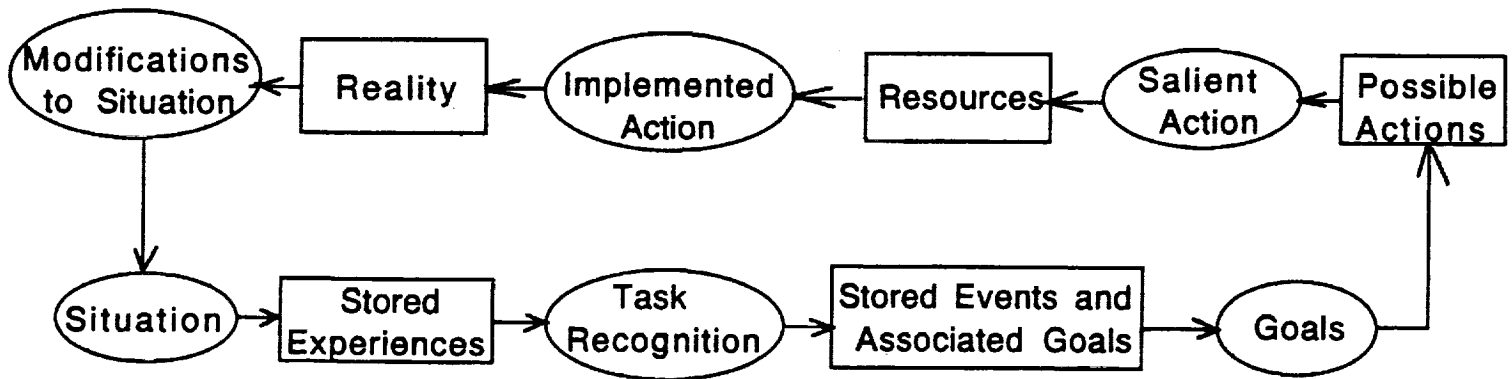 Modifications
to Situation
Reality
Implemented
Action
Resources
Salient
Action
Possible
Actions
Situation
Stored
Experiences
Task
Recognition
Stored Events and
Associated Goals
Goals